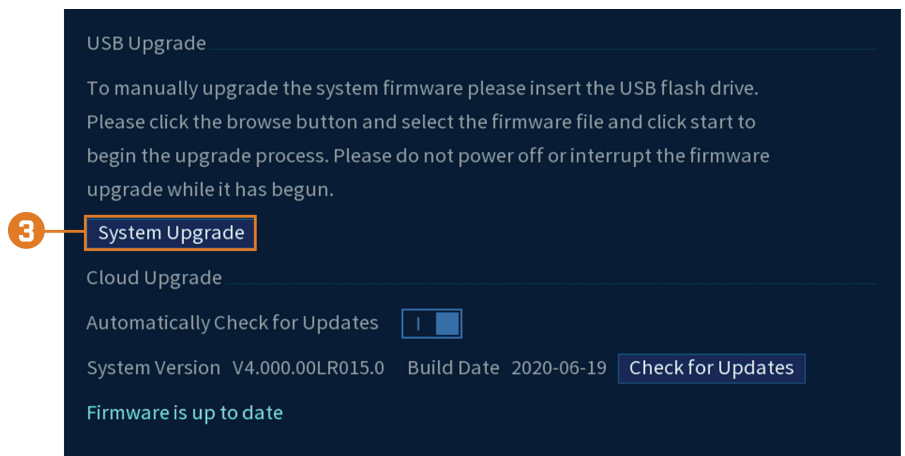 USB Upgrade
To manually upgrade the system firmware please insert the USB flash drive.
Please click the browse button and select the firmware file and click start to
begin the upgrade process. Please do not power off or interrupt the firmware
upgrade while it has begun.
3 System Upgrade
Cloud Upgrade
Automatically Check for Updates
System Version V4.000.00LR015.0 Build Date 2020-06-19 Check for Updates
Firmware is up to date